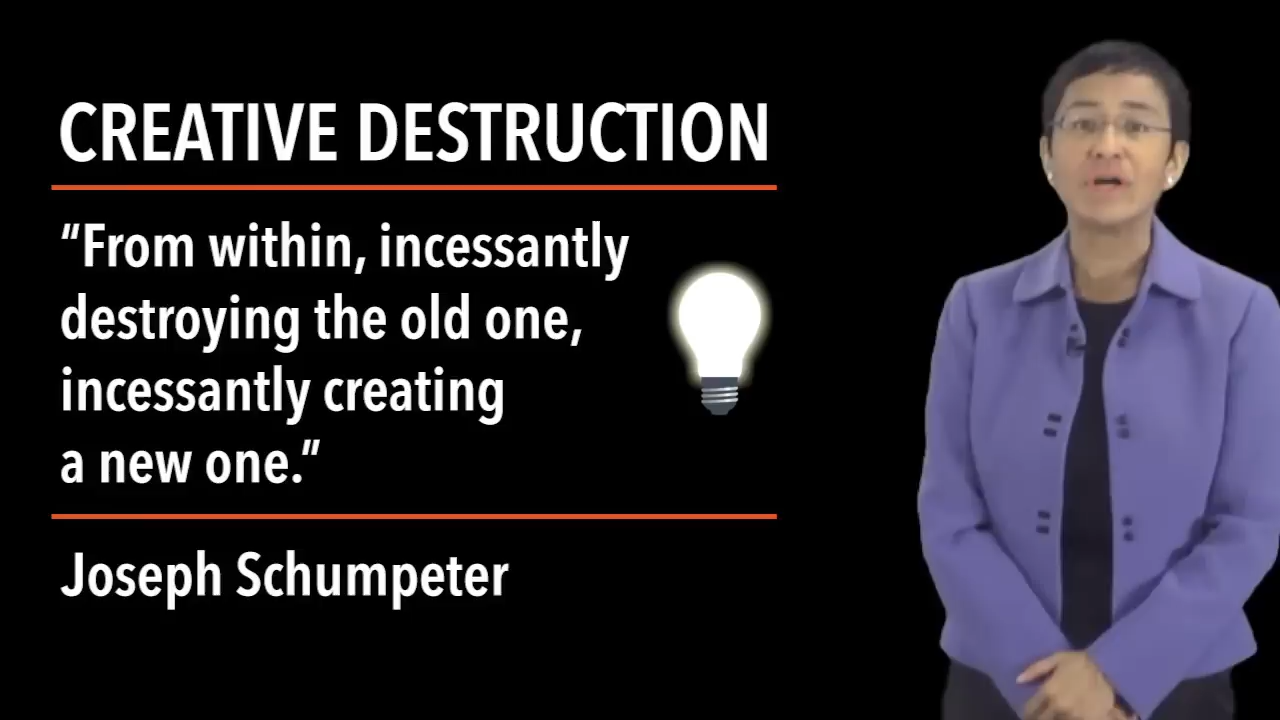 CREATIVE DESTRUCTION
“From within, incessantly
destroying the old one,
incessantly creating
a new one.”
Joseph Schumpeter